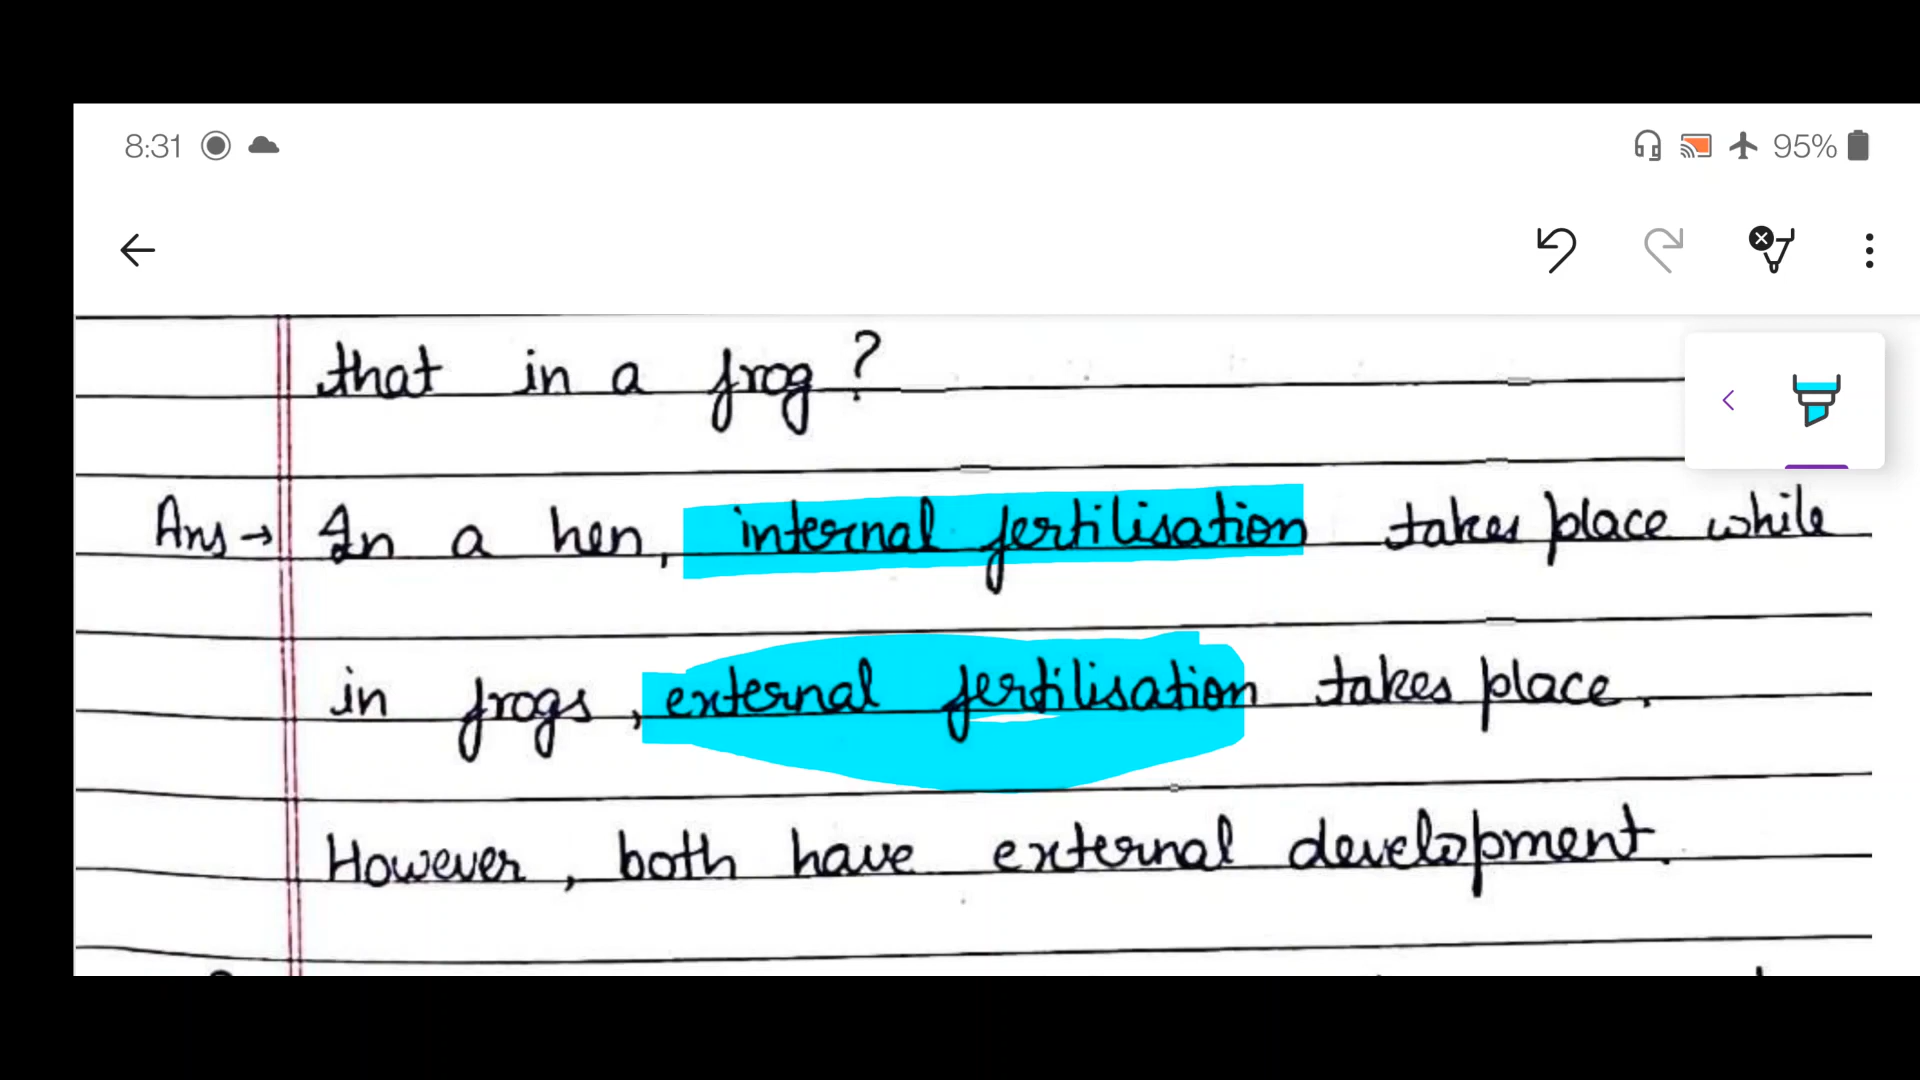 8:31 95%
that in a frog?
Ans → In a hen, internal fertilisation takes place while
in frogs, external fertilisation takes place.
However, both have external development.